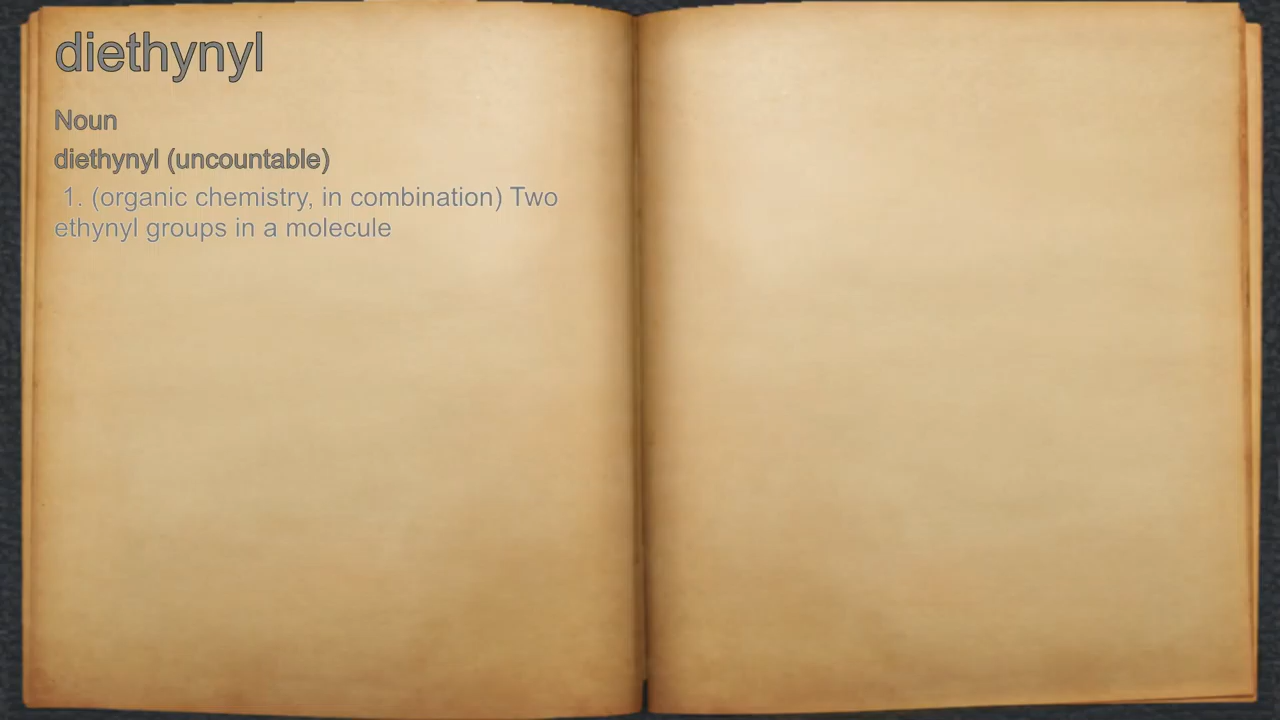 diethynyl
Noun
diethynyl (uncountable)
1. (organic chemistry, in combination) Two
ethynyl groups in a molecule